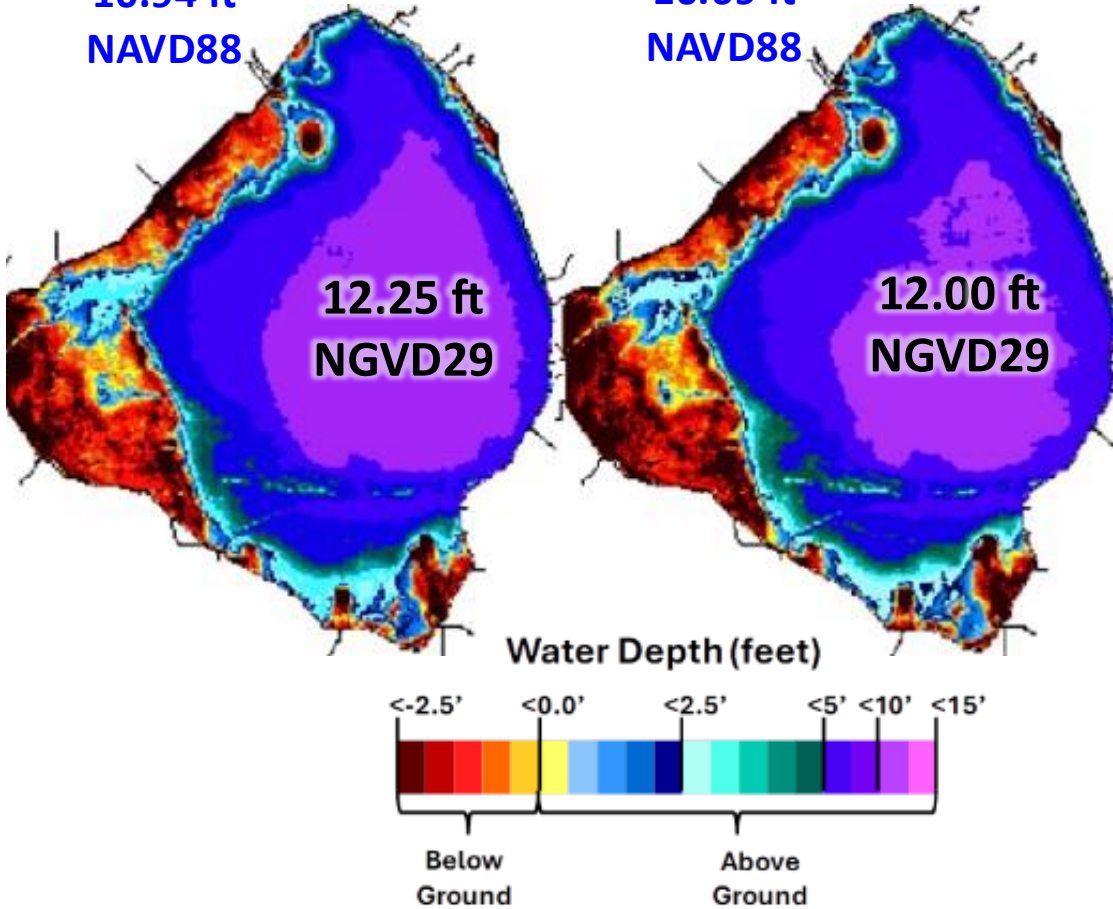 NAVD88
NAVD88
12.25 ft
NGVD29
12.00 ft
NGVD29
Water Depth (feet)
<-2.5' <0.0' <2.5' <5' <10' <15'
Below
Ground
Above
Ground